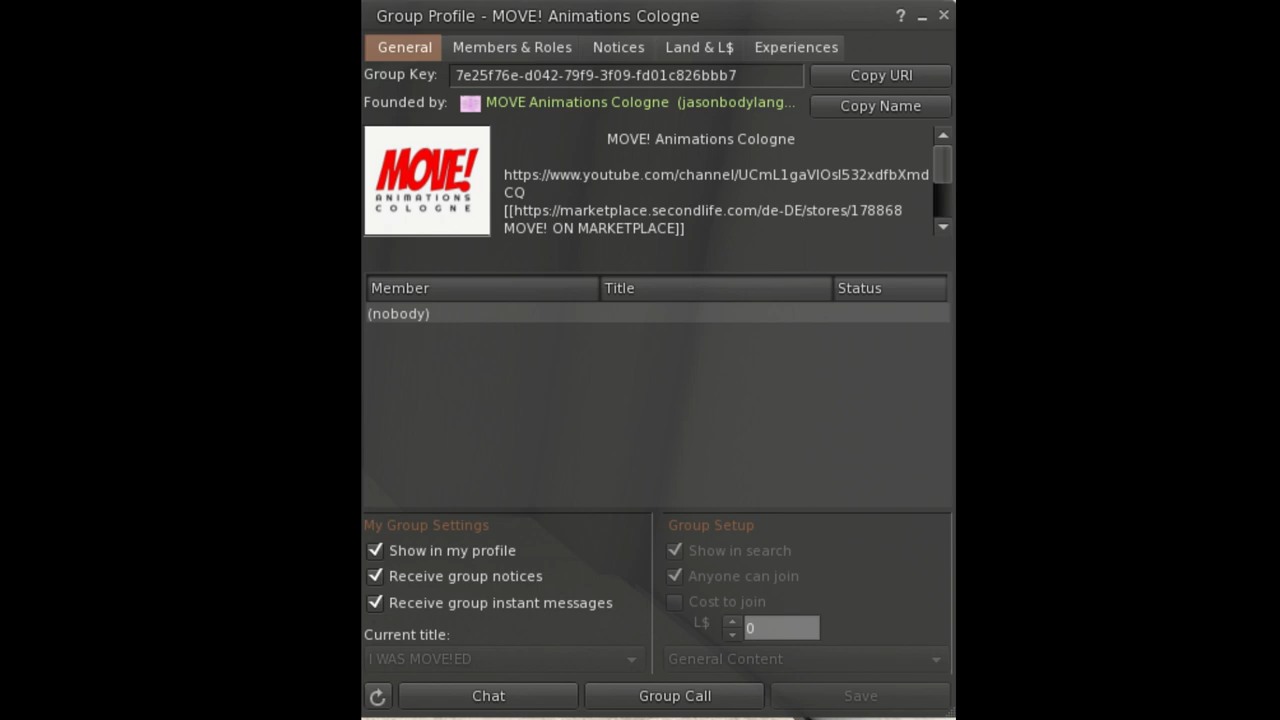 Group Profile - MOVE! Animations Cologne
?
General Members & Roles Notices Land & L$ Experiences
Group Key: 7e25f76e-d042-79f9-3f09-fd01c826bbb7 Copy URI
Founded by: MOVE Animations Cologne (jasonbodylang... Copy Name
MOVE!
ANIMATIONS
COLOGNE
MOVE! Animations Cologne
https://www.youtube.com/channel/UCmL1gaVIOsI532xdfbXmd
CQ
[[https://marketplace.secondlife.com/de-DE/stores/178868
MOVE! ON MARKETPLACE]]
Member Title Status
(nobody)
My Group Settings
Show in my profile
Receive group notices
Receive group instant messages
Current title:
I WAS MOVE!ED
Group Setup
Show in search
Anyone can join
Cost to join
L$ 0
General Content
Chat Group Call Save